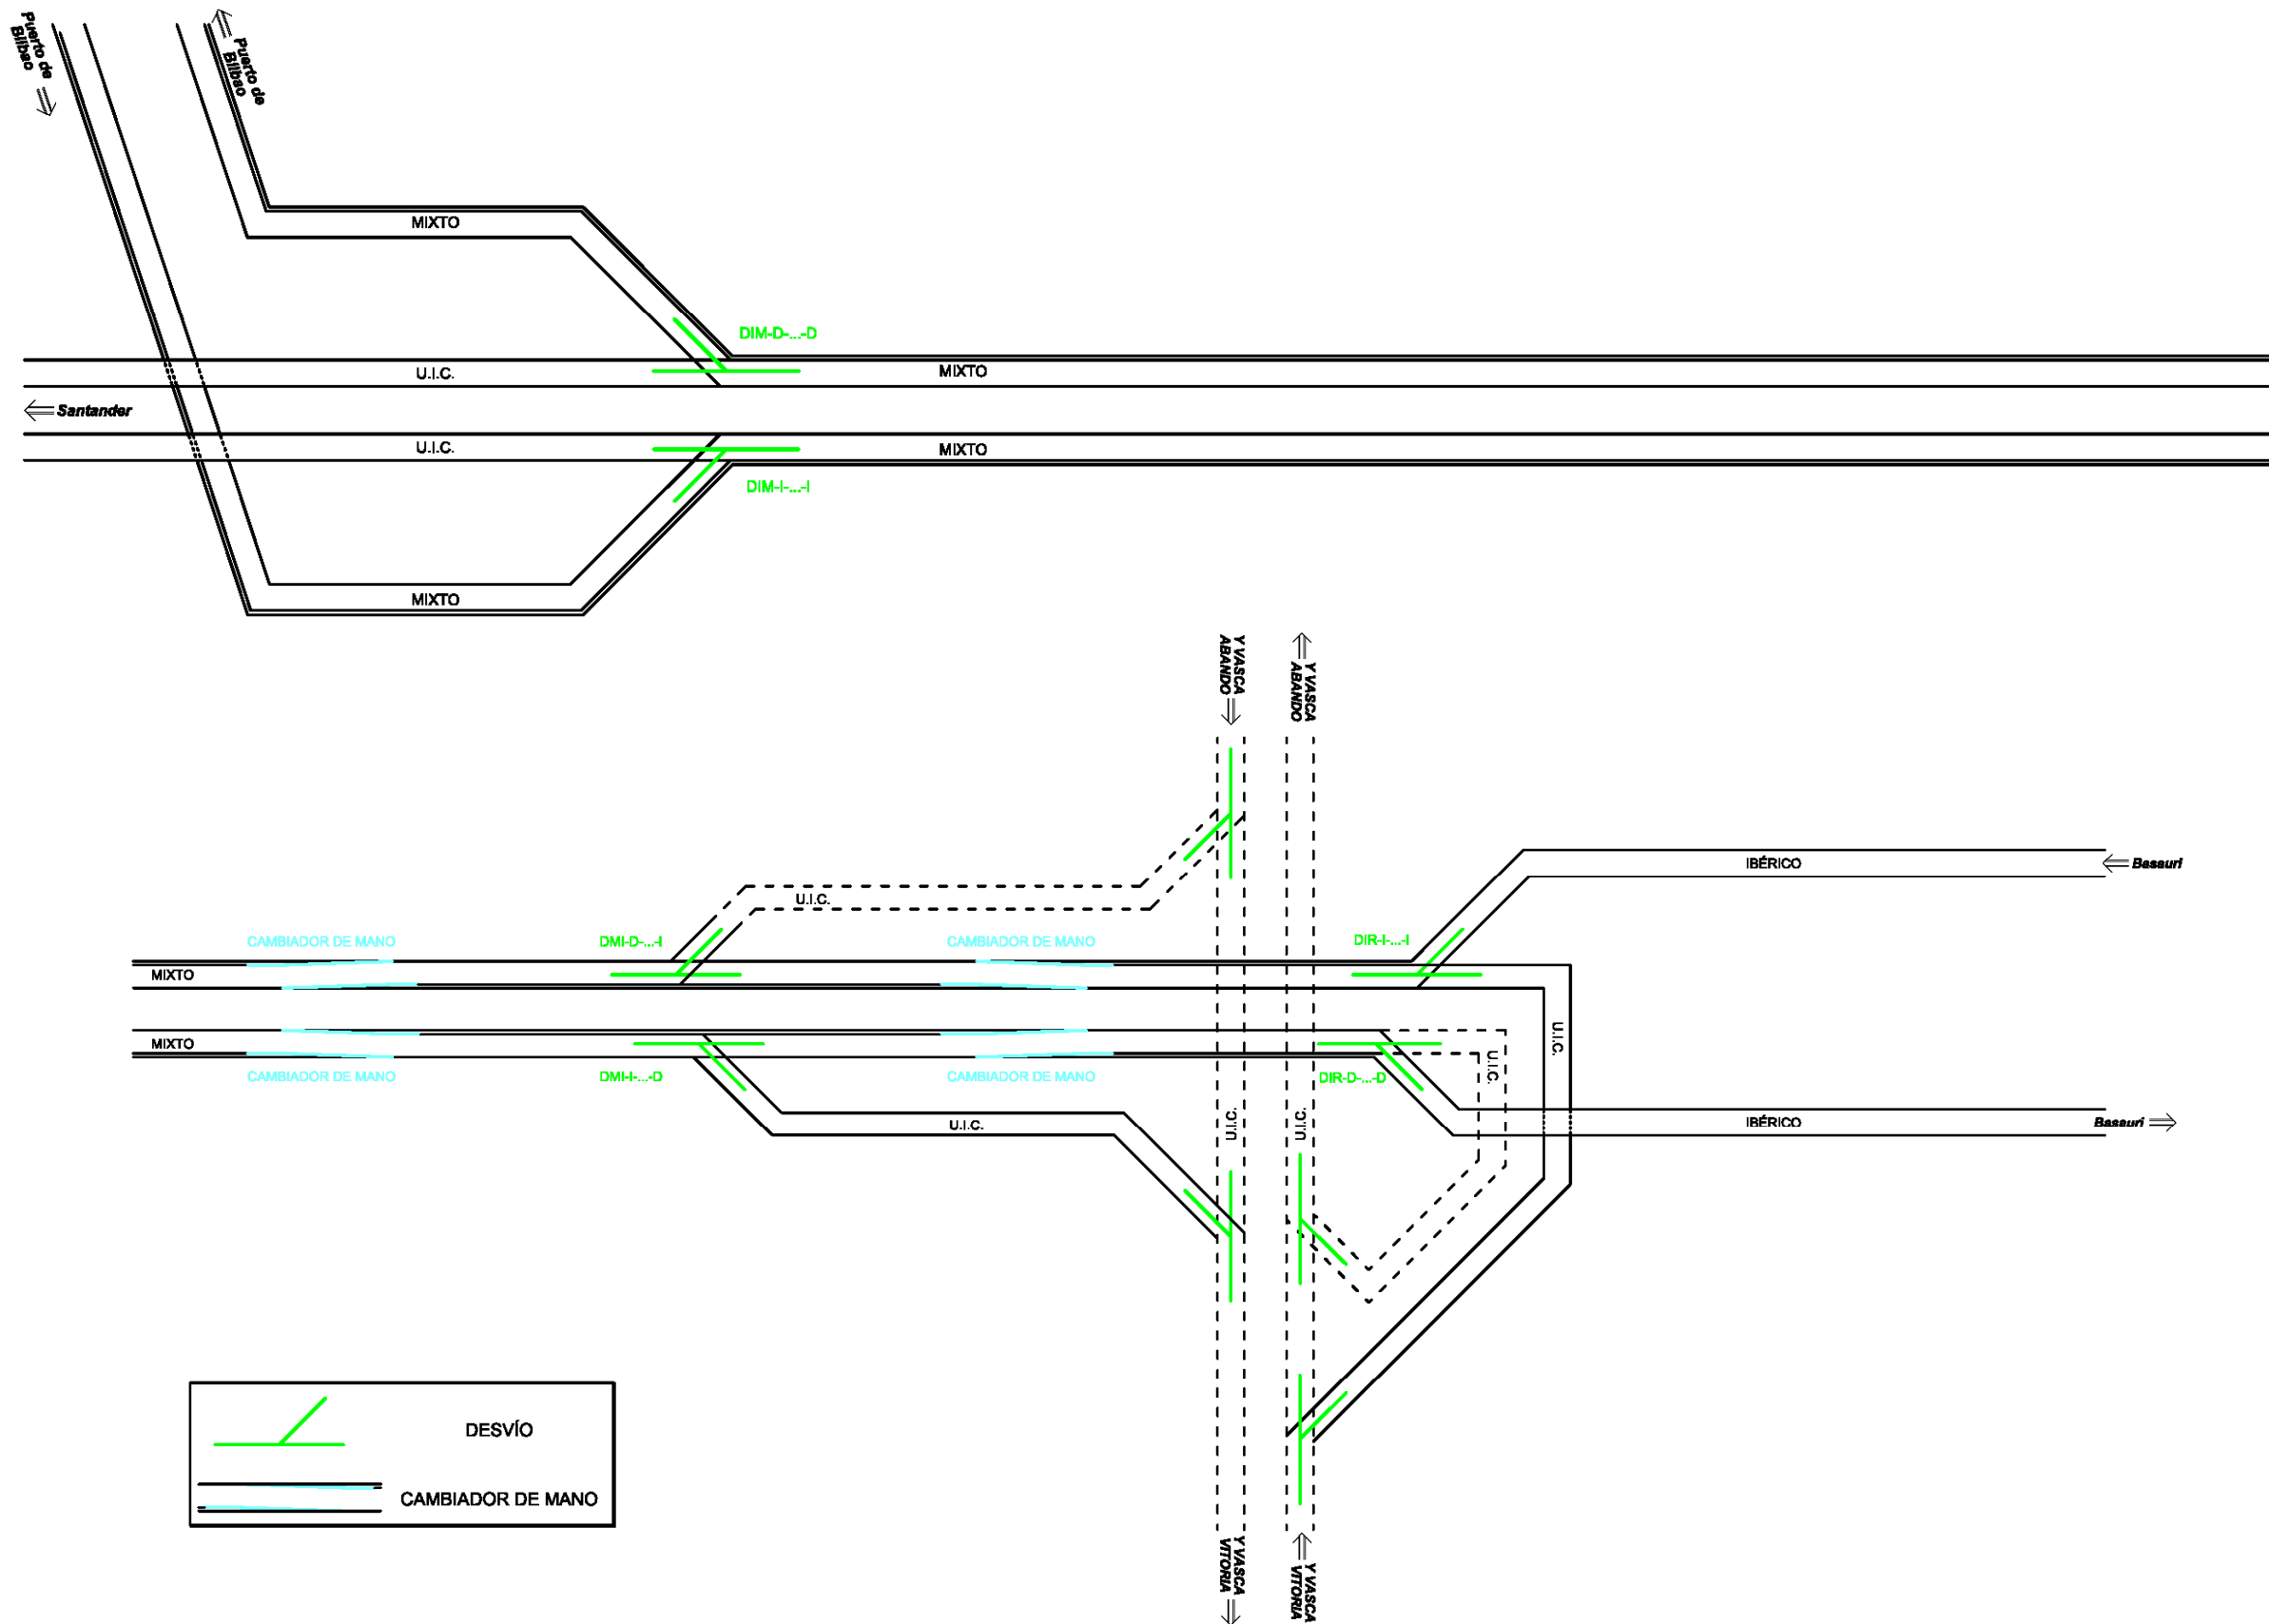 Puerto de
Bilbao
Puerto de
Bilbao
MIXTO
DIM-D-...-D
U.I.C.
MIXTO
Santander
U.I.C.
MIXTO
DIM-I-...-I
MIXTO
Y VASCA
ABANDO
Y VASCA
ABANDO
IBÉRICO
Basauri
U.I.C.
CAMBIADOR DE MANO
DMI-D-...-I
CAMBIADOR DE MANO
DIR-I-...-I
MIXTO
U.I.C.
MIXTO
U.I.C.
CAMBIADOR DE MANO
DMI-I-...-D
CAMBIADOR DE MANO
DIR-D-...-D
U.I.C.
U.I.C.
U.I.C.
IBÉRICO
Basauri
DESVÍO
CAMBIADOR DE MANO
Y VASCA
VITORIA
Y VASCA
VITORIA